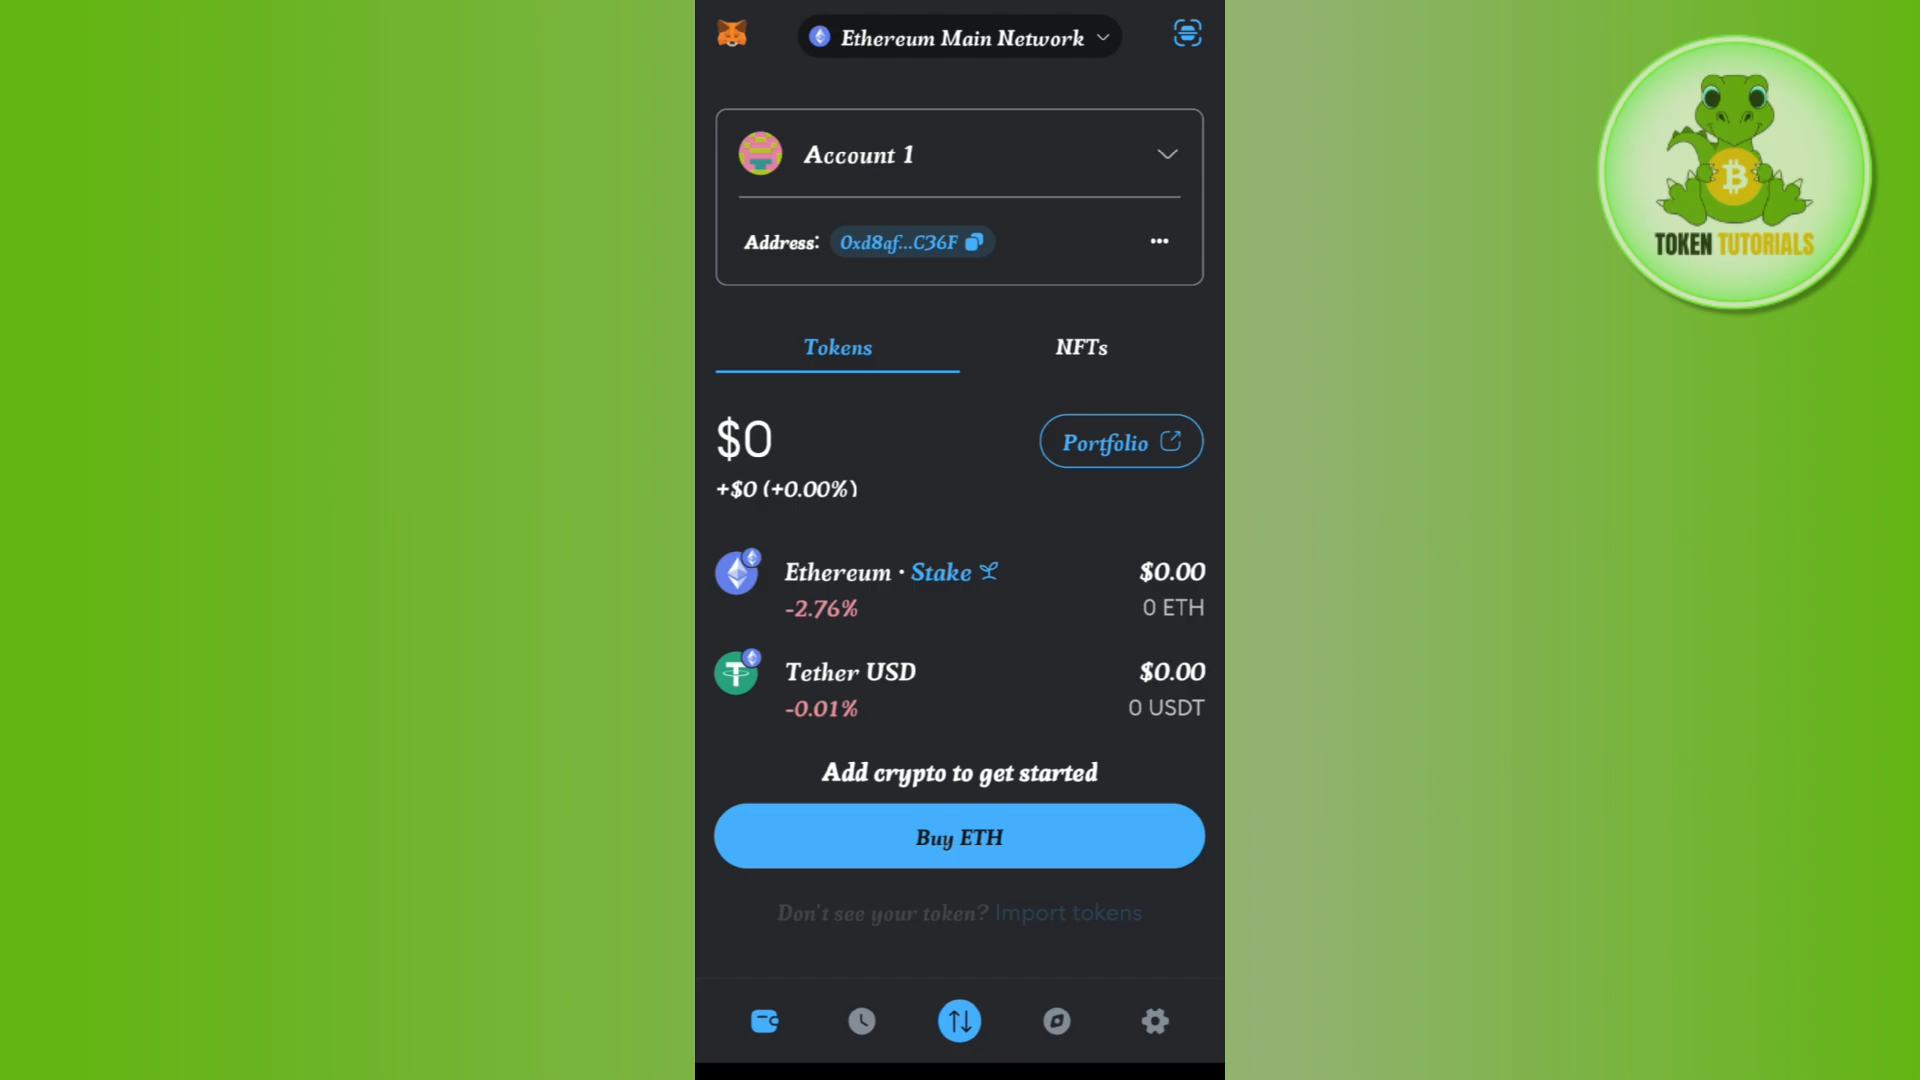 Ethereum Main Network
Account 1
Address: 0xd8af...C36F
Tokens NFTs
$0 Portfolio
+$0 (+0.00%)
Ethereum • Stake $0.00
-2.76% 0 ETH
Tether USD $0.00
-0.01% 0 USDT
Add crypto to get started
Buy ETH
Don't see your token? Import tokens
TOKEN TUTORIALS